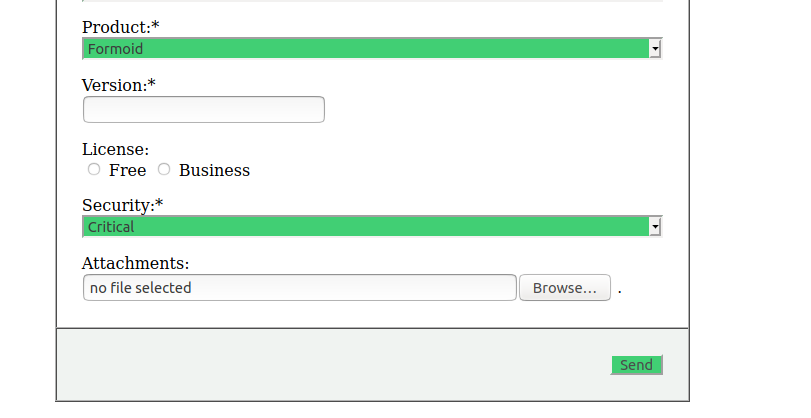 Product:*
Formoid
Version:*
License:
Free Business
Security:*
Critical
Attachments:
no file selected Browse... .
Send